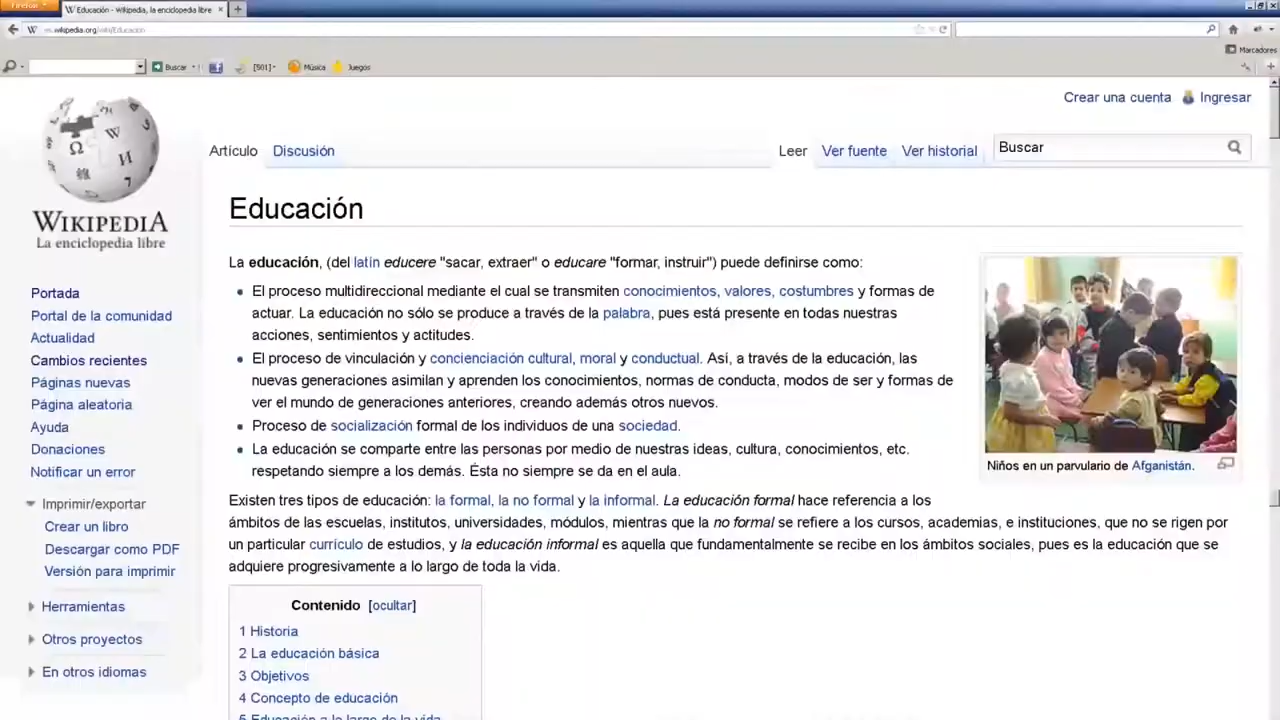 Firefox
Educación - Wikipedia, la enciclopedia libre
wikipedia.org/wiki/Educación
Marcadores
Buscar
[501]
Música
Juegos
Crear una cuenta
Ingresar
Artículo
Discusión
Leer
Ver fuente
Ver historial
Buscar
WIKIPEDIA
La enciclopedia libre
Portada
Portal de la comunidad
Actualidad
Cambios recientes
Páginas nuevas
Página aleatoria
Ayuda
Donaciones
Notificar un error
Imprimir/exportar
Crear un libro
Descargar como PDF
Versión para imprimir
Herramientas
Otros proyectos
En otros idiomas
Educación
La educación, (del latín educere "sacar, extraer" o educare "formar, instruir") puede definirse como:
El proceso multidireccional mediante el cual se transmiten conocimientos, valores, costumbres y formas de
actuar. La educación no sólo se produce a través de la palabra, pues está presente en todas nuestras
acciones, sentimientos y actitudes.
El proceso de vinculación y concienciación cultural, moral y conductual. Así, a través de la educación, las
nuevas generaciones asimilan y aprenden los conocimientos, normas de conducta, modos de ser y formas de
ver el mundo de generaciones anteriores, creando además otros nuevos.
Proceso de socialización formal de los individuos de una sociedad.
La educación se comparte entre las personas por medio de nuestras ideas, cultura, conocimientos, etc.
respetando siempre a los demás. Ésta no siempre se da en el aula.
Niños en un parvulario de Afganistán.
Existen tres tipos de educación: la formal, la no formal y la informal. La educación formal hace referencia a los
ámbitos de las escuelas, institutos, universidades, módulos, mientras que la no formal se refiere a los cursos, academias, e instituciones, que no se rigen por
un particular currículo de estudios, y la educación informal es aquella que fundamentalmente se recibe en los ámbitos sociales, pues es la educación que se
adquiere progresivamente a lo largo de toda la vida.
Contenido [ocultar]
1 Historia
2 La educación básica
3 Objetivos
4 Concepto de educación
5 Educación a lo largo de la vida